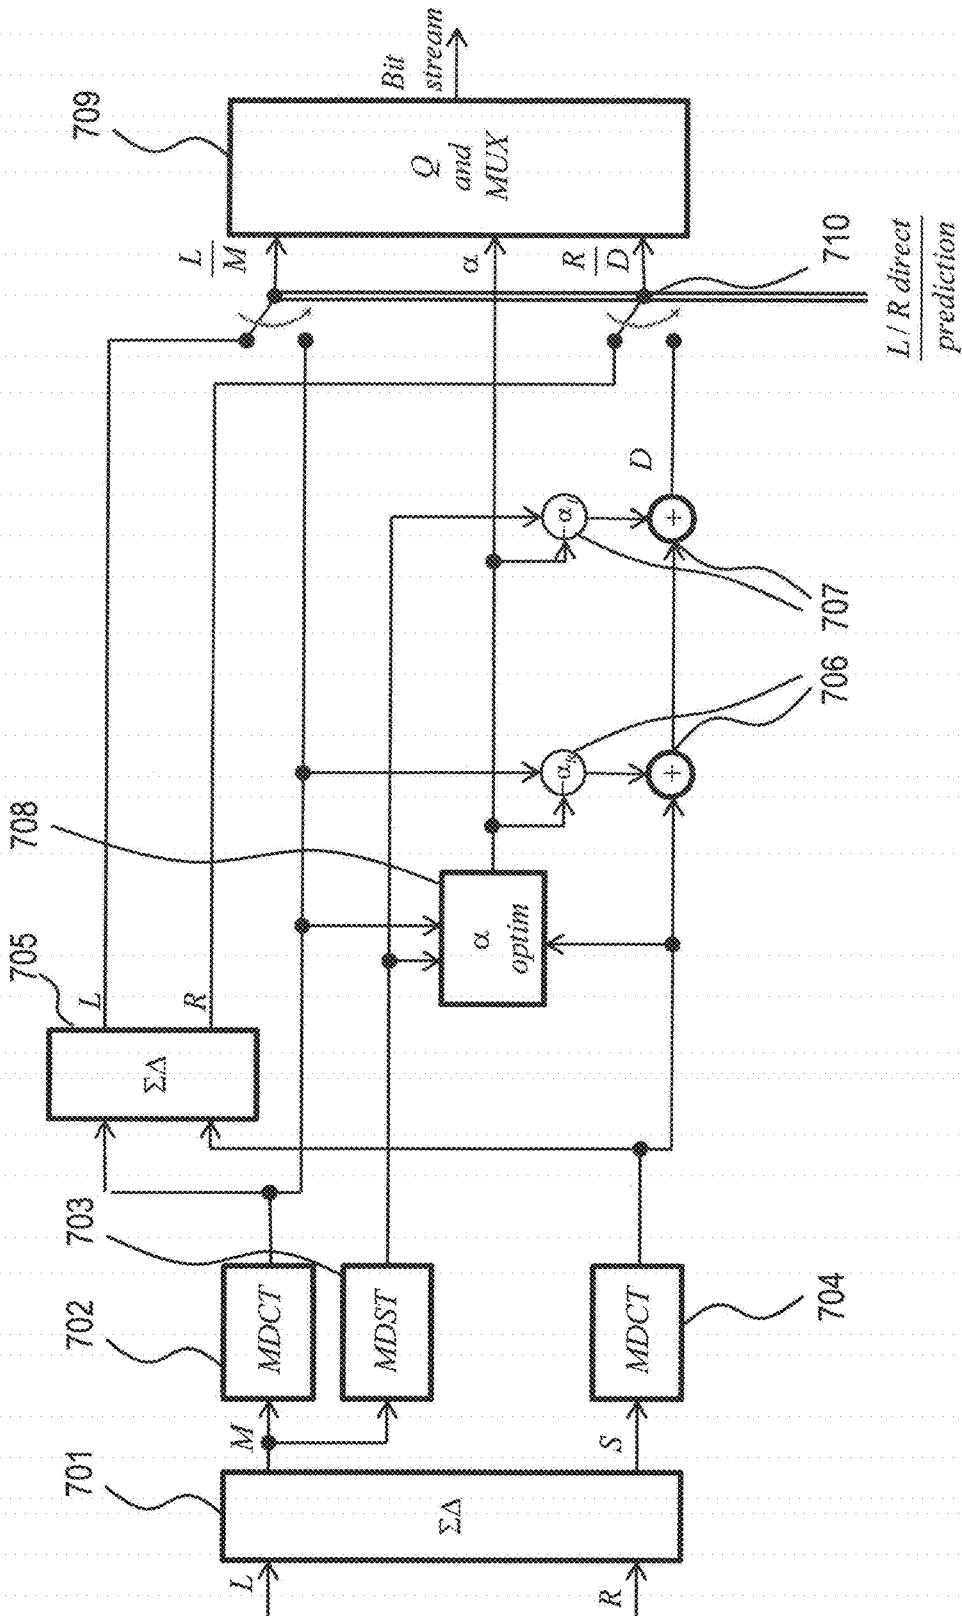 L
R
701
ΣΔ
M
S
702
MDCT
703
MDST
MDCT
704
705
ΣΔ
L
R
708
α
optim
706
+
707
+
D
L
M
α
R
D
710
L / R direct
prediction
709
Q
and
MUX
Bit
stream